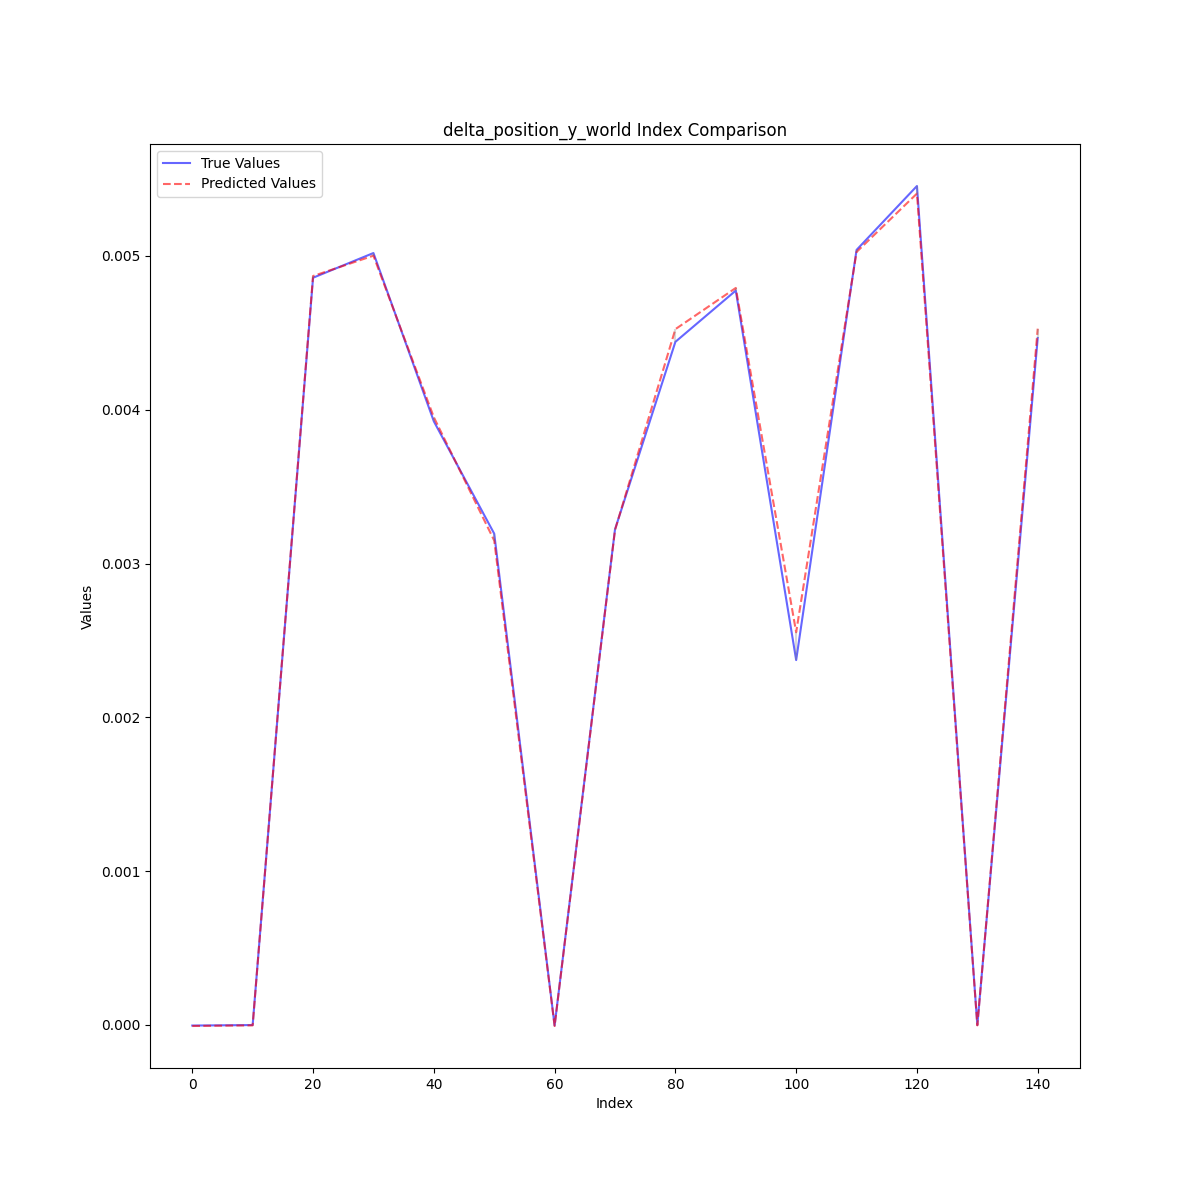 delta_position_y_world Index Comparison
True Values
Predicted Values
0.005
0.004
0.003
0.002
0.001
0.000
Values
0 20 40 60 80 100 120 140
Index